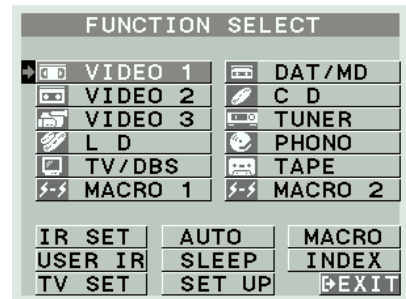 FUNCTION SELECT
VIDEO 1 DAT/MD
VIDEO 2 C D
VIDEO 3 TUNER
L D PHONO
TV/DBS TAPE
MACRO 1 MACRO 2
IR SET AUTO MACRO
USER IR SLEEP INDEX
TV SET SET UP EXIT